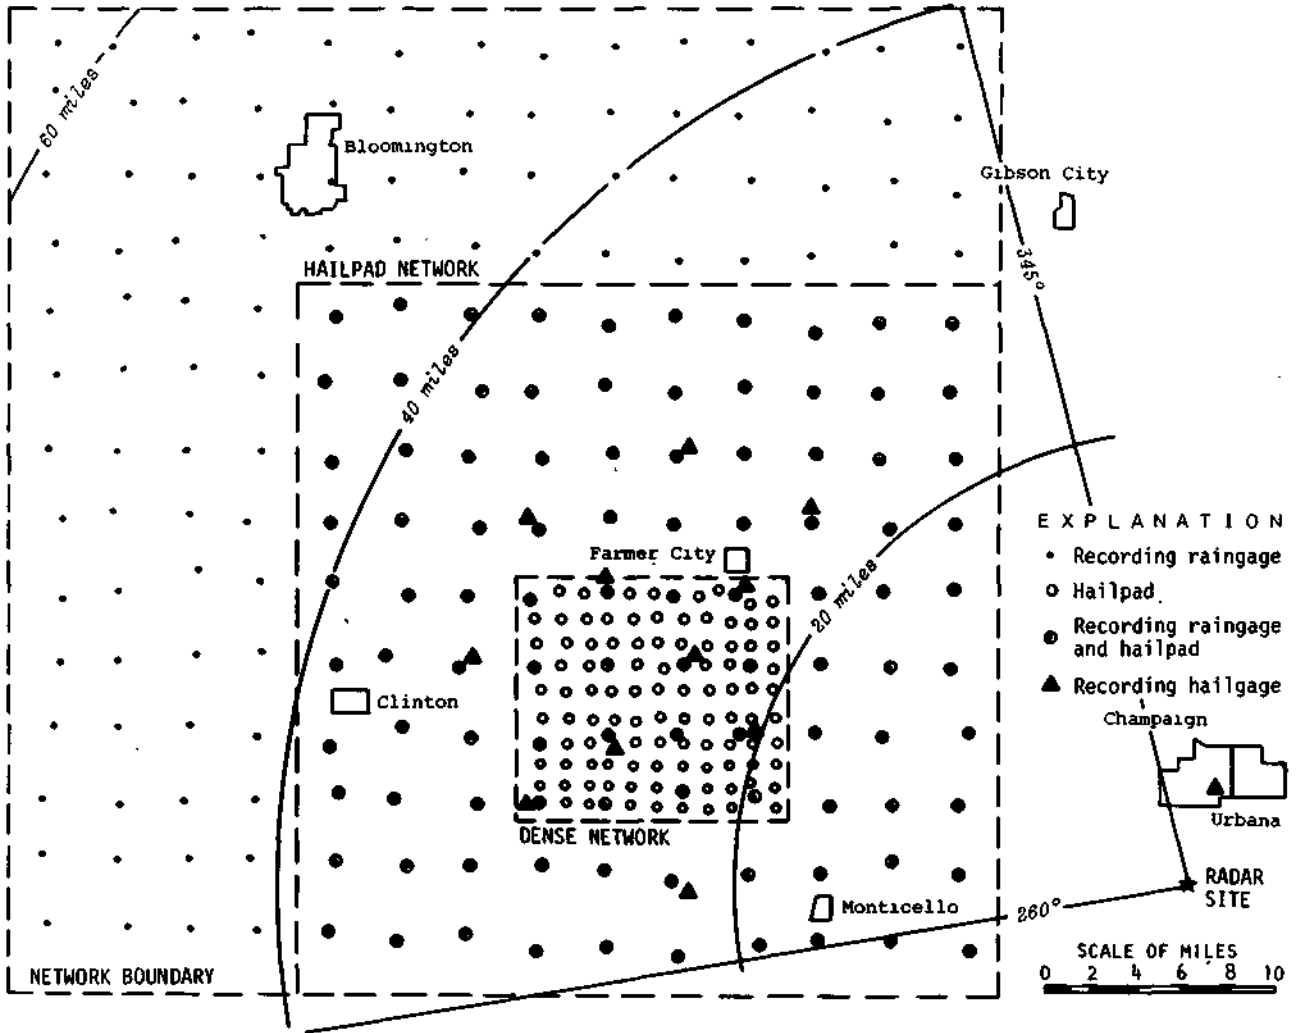 60 miles
Bloomington
Gibson City
HAILPAD NETWORK
345°
40 miles
EXPLANATION
Recording raingage
Hailpad
Recording raingage
and hailpad
Recording hailgage
Farmer City
20 miles
Clinton
Champaign
Urbana
DENSE NETWORK
RADAR
SITE
Monticello
260°
NETWORK BOUNDARY
SCALE OF MILES
0 2 4 6 8 10